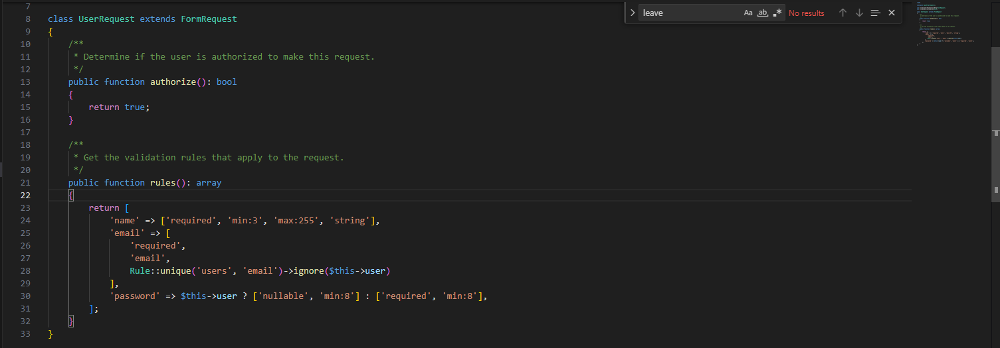 leave Aa ab .* No results
7
8 class UserRequest extends FormRequest
9 {
10     /**
11      * Determine if the user is authorized to make this request.
12      */
13     public function authorize(): bool
14     {
15         return true;
16     }
17
18     /**
19      * Get the validation rules that apply to the request.
20      */
21     public function rules(): array
22     {
23         return [
24             'name' => ['required', 'min:3', 'max:255', 'string'],
25             'email' => [
26                 'required',
27                 'email',
28                 Rule::unique('users', 'email')->ignore($this->user)
29             ],
30             'password' => $this->user ? ['nullable', 'min:8'] : ['required', 'min:8'],
31         ];
32     }
33 }